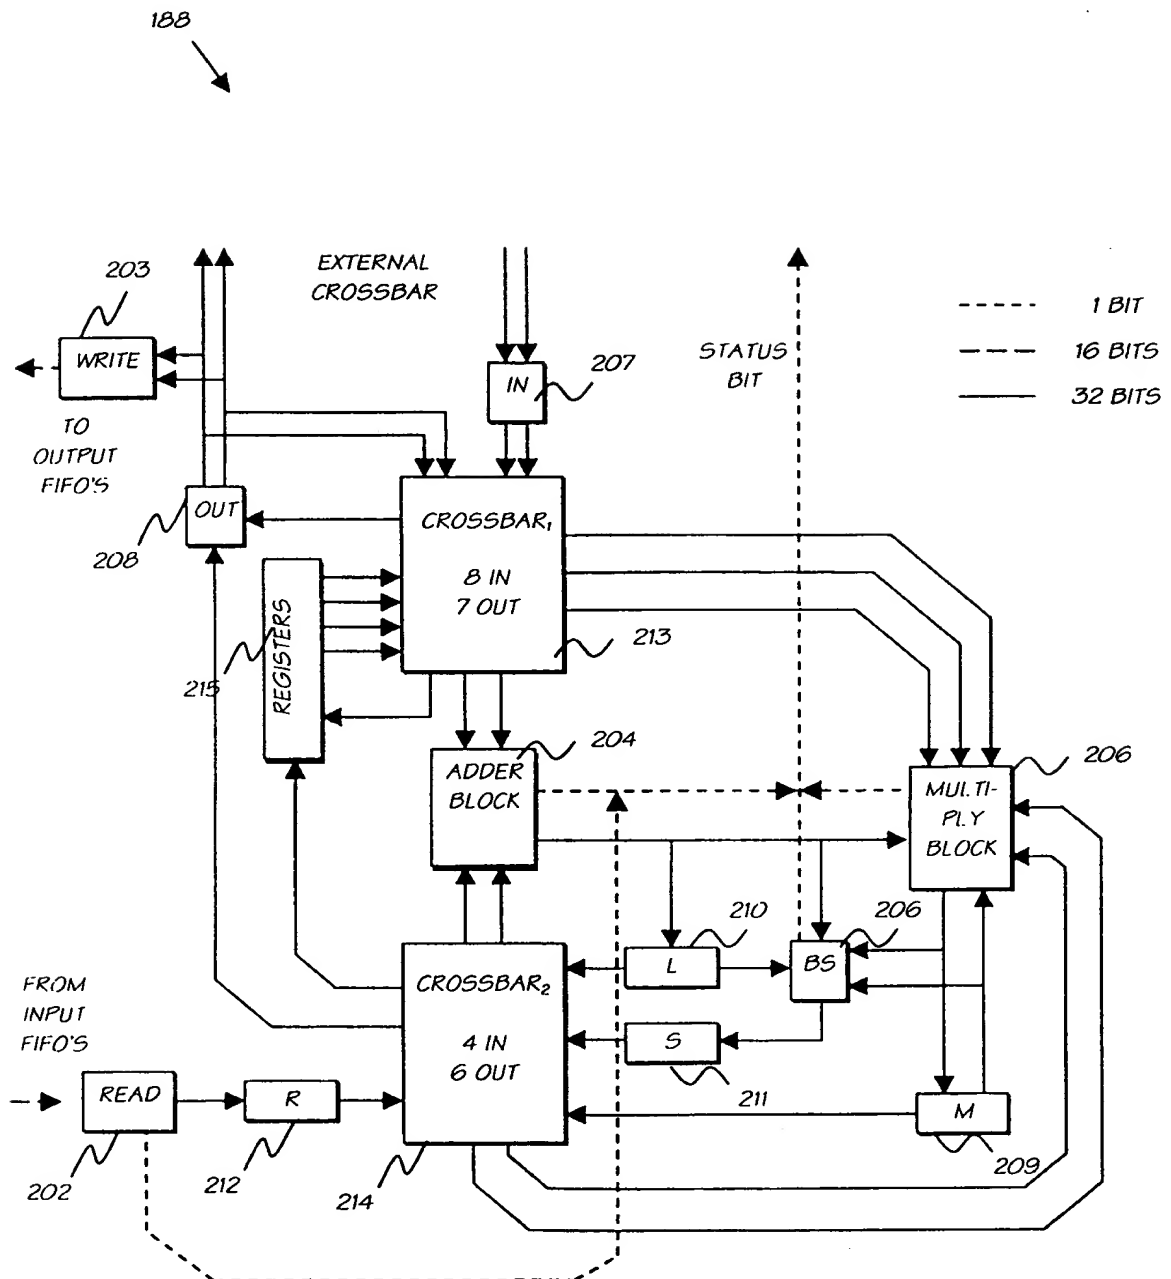 188
203
EXTERNAL
CROSSBAR
WRITE
IN
207
STATUS
BIT
1 BIT
16 BITS
32 BITS
TO
OUTPUT
FIFO'S
OUT
208
CROSSBAR1
8 IN
7 OUT
213
REGISTERS
215
204
ADDER
BLOCK
206
MULTI-
PLY
BLOCK
210
206
L
BS
CROSSBAR2
4 IN
6 OUT
S
211
FROM
INPUT
FIFO'S
READ
R
M
202
212
214
209